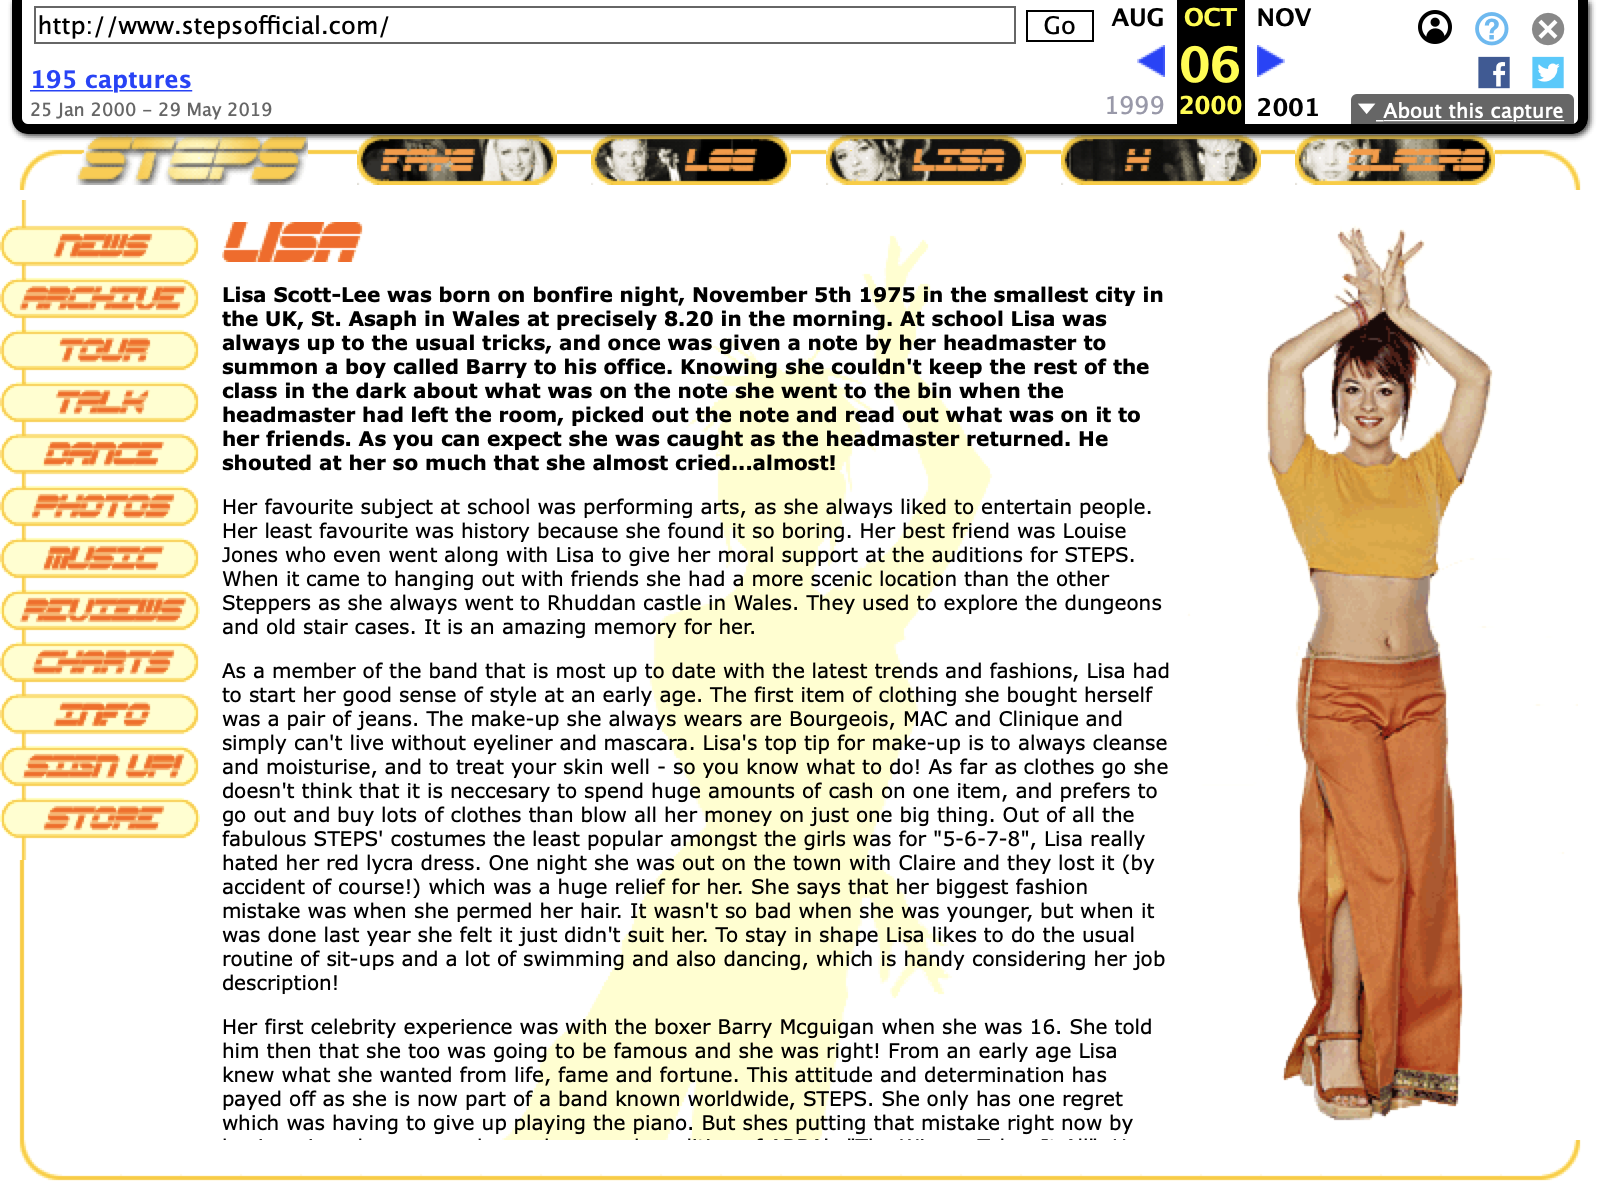 http://www.stepsofficial.com/
Go
AUG
OCT
NOV
06
195 captures
25 Jan 2000 – 29 May 2019
1999
2000
2001
About this capture
STEPS
FAYE
LEE
LISA
H
CLAIRE
NEWS
ARCHIVE
TOUR
TALK
DANCE
PHOTOS
MUSIC
REVIEWS
CHARTS
INFO
SIGN UP!
STORE
LISA
Lisa Scott-Lee was born on bonfire night, November 5th 1975 in the smallest city in
the UK, St. Asaph in Wales at precisely 8.20 in the morning. At school Lisa was
always up to the usual tricks, and once was given a note by her headmaster to
summon a boy called Barry to his office. Knowing she couldn't keep the rest of the
class in the dark about what was on the note she went to the bin when the
headmaster had left the room, picked out the note and read out what was on it to
her friends. As you can expect she was caught as the headmaster returned. He
shouted at her so much that she almost cried...almost!
Her favourite subject at school was performing arts, as she always liked to entertain people.
Her least favourite was history because she found it so boring. Her best friend was Louise
Jones who even went along with Lisa to give her moral support at the auditions for STEPS.
When it came to hanging out with friends she had a more scenic location than the other
Steppers as she always went to Rhuddan castle in Wales. They used to explore the dungeons
and old stair cases. It is an amazing memory for her.
As a member of the band that is most up to date with the latest trends and fashions, Lisa had
to start her good sense of style at an early age. The first item of clothing she bought herself
was a pair of jeans. The make-up she always wears are Bourgeois, MAC and Clinique and
simply can't live without eyeliner and mascara. Lisa's top tip for make-up is to always cleanse
and moisturise, and to treat your skin well - so you know what to do! As far as clothes go she
doesn't think that it is neccesary to spend huge amounts of cash on one item, and prefers to
go out and buy lots of clothes than blow all her money on just one big thing. Out of all the
fabulous STEPS' costumes the least popular amongst the girls was for "5-6-7-8", Lisa really
hated her red lycra dress. One night she was out on the town with Claire and they lost it (by
accident of course!) which was a huge relief for her. She says that her biggest fashion
mistake was when she permed her hair. It wasn't so bad when she was younger, but when it
was done last year she felt it just didn't suit her. To stay in shape Lisa likes to do the usual
routine of sit-ups and a lot of swimming and also dancing, which is handy considering her job
description!
Her first celebrity experience was with the boxer Barry Mcguigan when she was 16. She told
him then that she too was going to be famous and she was right! From an early age Lisa
knew what she wanted from life, fame and fortune. This attitude and determination has
payed off as she is now part of a band known worldwide, STEPS. She only has one regret
which was having to give up playing the piano. But shes putting that mistake right now by